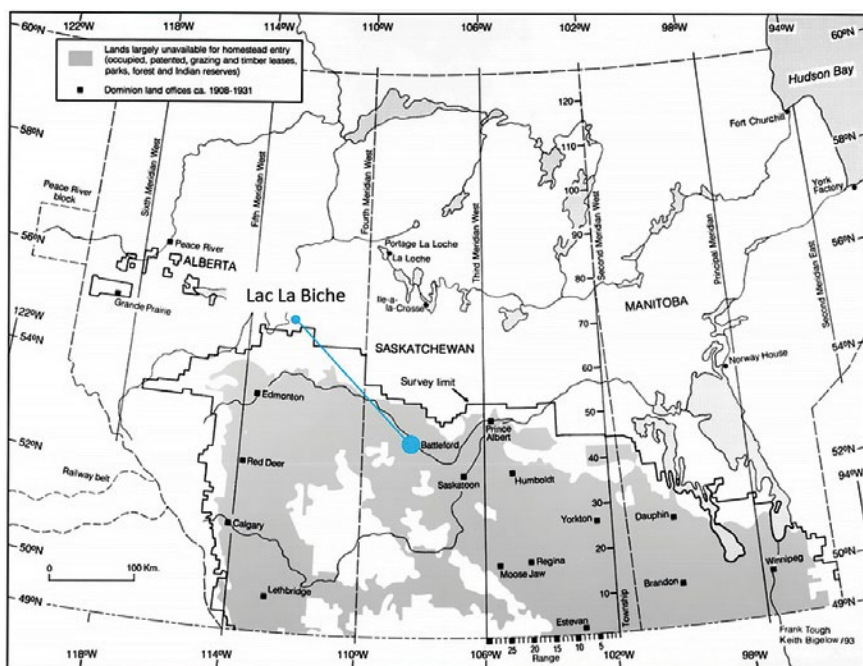 122°W
118°W
114°W
110°W
106°W
102°W
98°W
94°W
60°N
60°N
Lands largely unavailable for homestead entry
(occupied, patented, grazing and timber leases,
parks, forest and Indian reserves)
Dominion land offices ca. 1908-1931
Hudson Bay
120
Fort Churchill
58°N
58°N
110
Sixth Meridian West
Fifth Meridian West
Fourth Meridian West
Third Meridian West
Second Meridian West
Principal Meridian
Second Meridian East
100
York
Factory
Peace River
block
90
56°N
56°N
Peace River
Portage La Loche
La Loche
80
ALBERTA
Grande Prairie
Lac La Biche
Ile-a-
la-Crosse
MANITOBA
70
122°W
54°N
54°N
SASKATCHEWAN
60
Norway House
Survey limit
50
Edmonton
Prince
Albert
52°N
52°N
Battleford
40
94°W
Red Deer
Saskatoon
Humboldt
Railway belt
30
Yorkton
Dauphin
Calgary
20
50°N
50°N
Regina
Moose Jaw
Winnipeg
0
100 Km.
Brandon
Lethbridge
10
49°N
49°N
Estevan
Township
Frank Tough
Keith Bigelow /93
25
20
15
10
5
Range
118°W
114°W
110°W
106°W
102°W
98°W